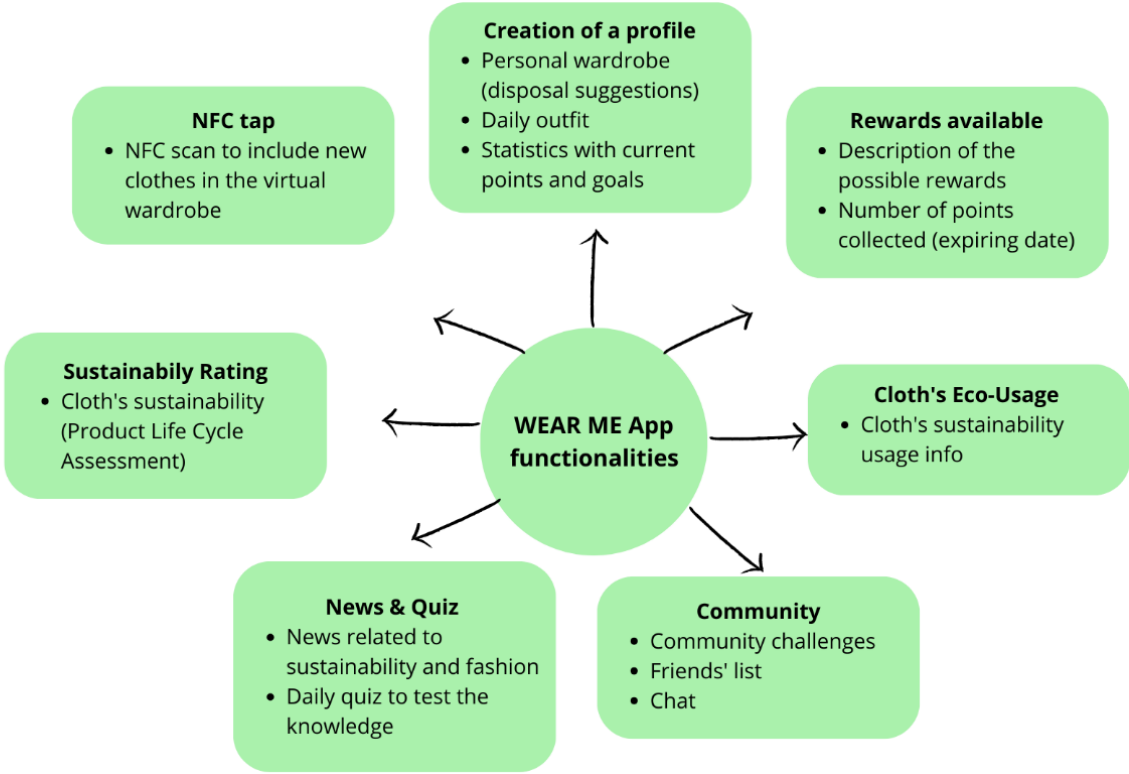 Creation of a profile
• Personal wardrobe
(disposal suggestions)
• Daily outfit
• Statistics with current
points and goals
NFC tap
• NFC scan to include new
clothes in the virtual
wardrobe
Rewards available
• Description of the
possible rewards
• Number of points
collected (expiring date)
Sustainabily Rating
• Cloth's sustainability
(Product Life Cycle
Assessment)
WEAR ME App
functionalities
Cloth's Eco-Usage
• Cloth's sustainability
usage info
News & Quiz
• News related to
sustainability and fashion
• Daily quiz to test the
knowledge
Community
• Community challenges
• Friends' list
• Chat